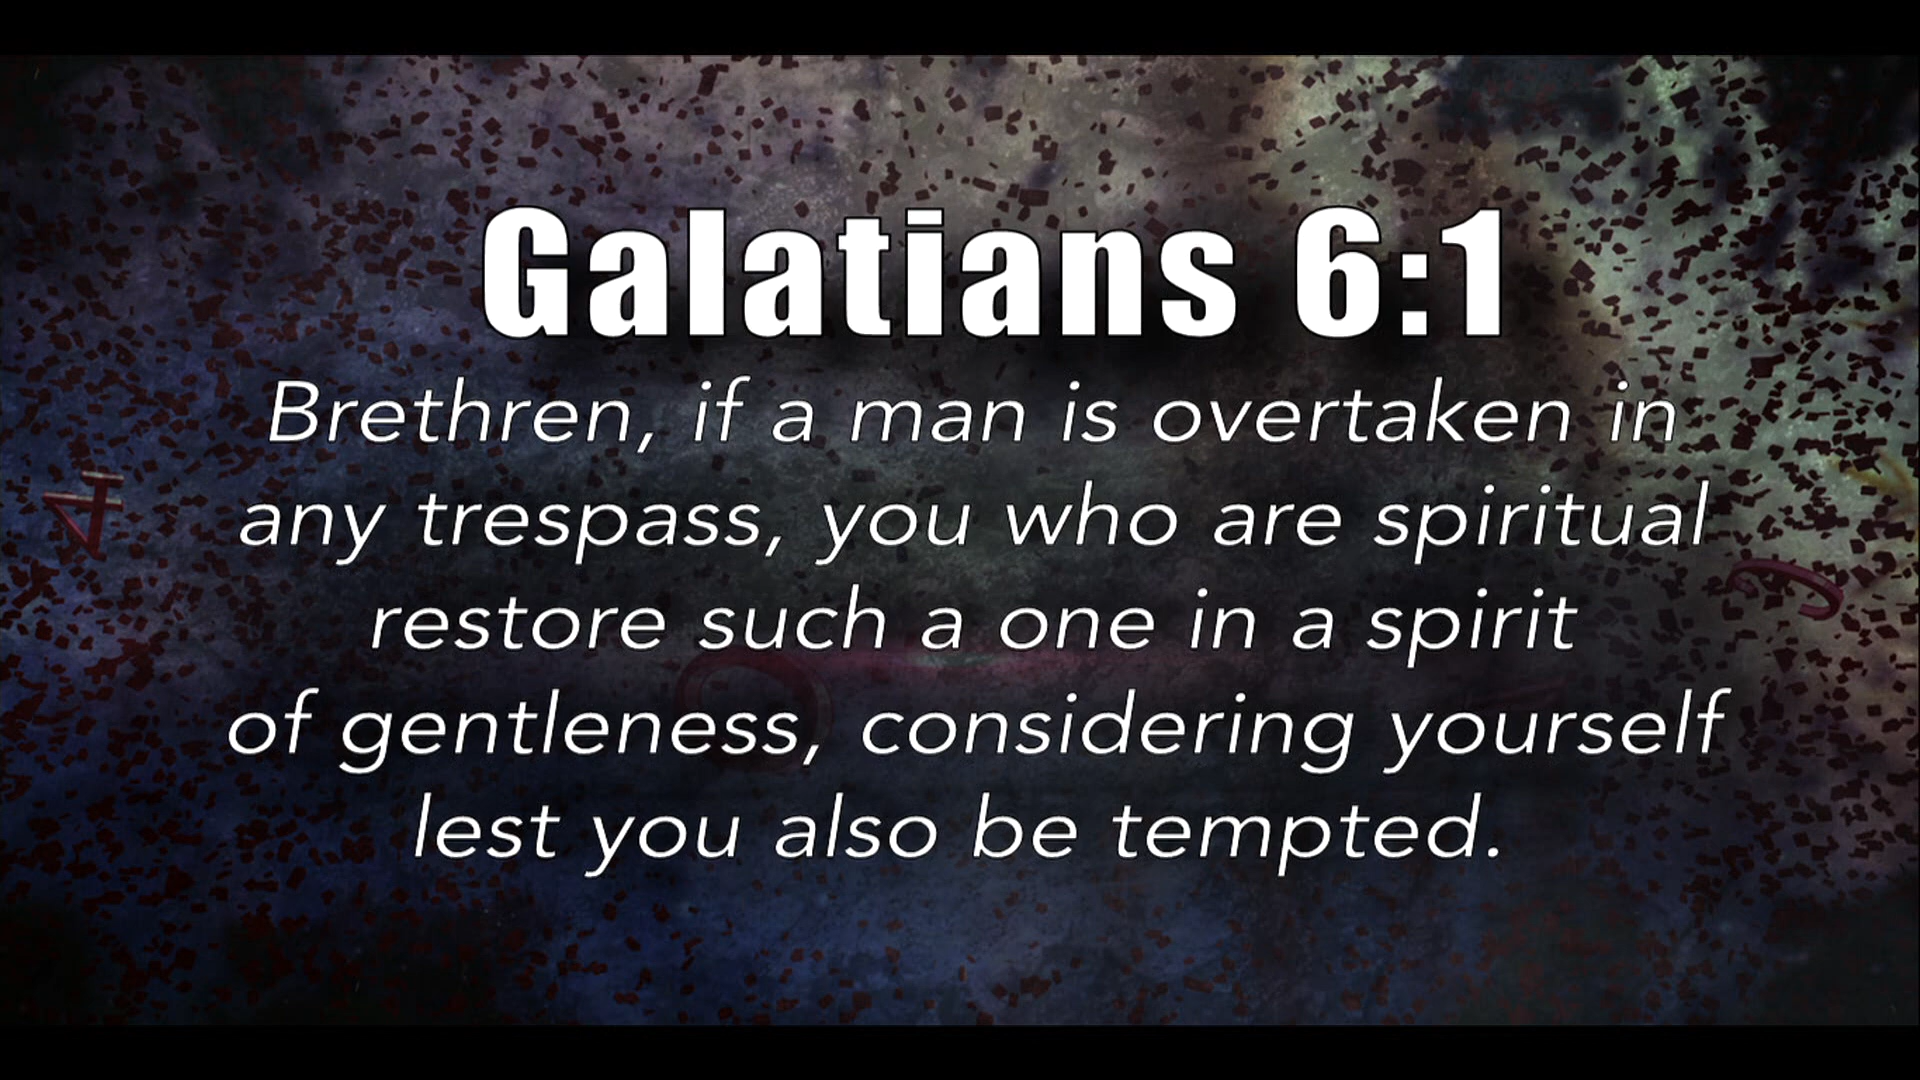 Galatians 6:1
Brethren, if a man is overtaken in
any trespass, you who are spiritual
restore such a one in a spirit
of gentleness, considering yourself
lest you also be tempted.